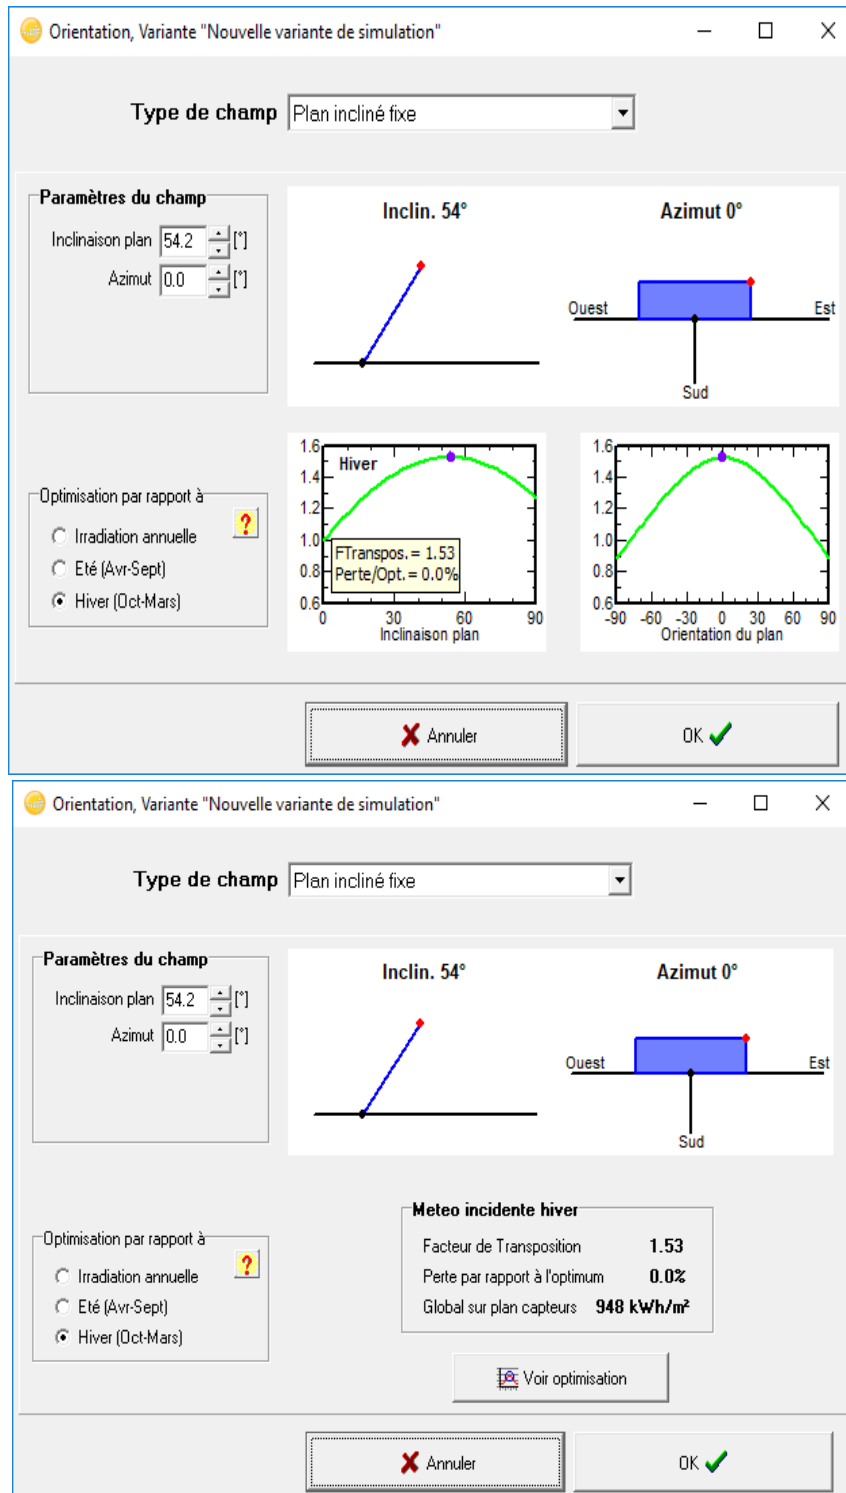 Orientation, Variante "Nouvelle variante de simulation"
Type de champ Plan incliné fixe
Paramètres du champ
Inclinaison plan 54.2 [°]
Azimut 0.0 [°]
Inclin. 54°
Azimut 0°
Ouest
Est
Sud
Optimisation par rapport à
Irradiation annuelle
Eté (Avr-Sept)
Hiver (Oct-Mars)
?
1.6
1.4
1.2
1.0
0.8
0.6
Hiver
FTranspos. = 1.53
Perte/Opt. = 0.0%
0 30 60 90
Inclinaison plan
1.6
1.4
1.2
1.0
0.8
0.6
-90 -60 -30 0 30 60 90
Orientation du plan
Annuler
OK
Orientation, Variante "Nouvelle variante de simulation"
Type de champ Plan incliné fixe
Paramètres du champ
Inclinaison plan 54.2 [°]
Azimut 0.0 [°]
Inclin. 54°
Azimut 0°
Ouest
Est
Sud
Optimisation par rapport à
Irradiation annuelle
Eté (Avr-Sept)
Hiver (Oct-Mars)
?
Meteo incidente hiver
Facteur de Transposition 1.53
Perte par rapport à l'optimum 0.0%
Global sur plan capteurs 948 kWh/m²
Voir optimisation
Annuler
OK